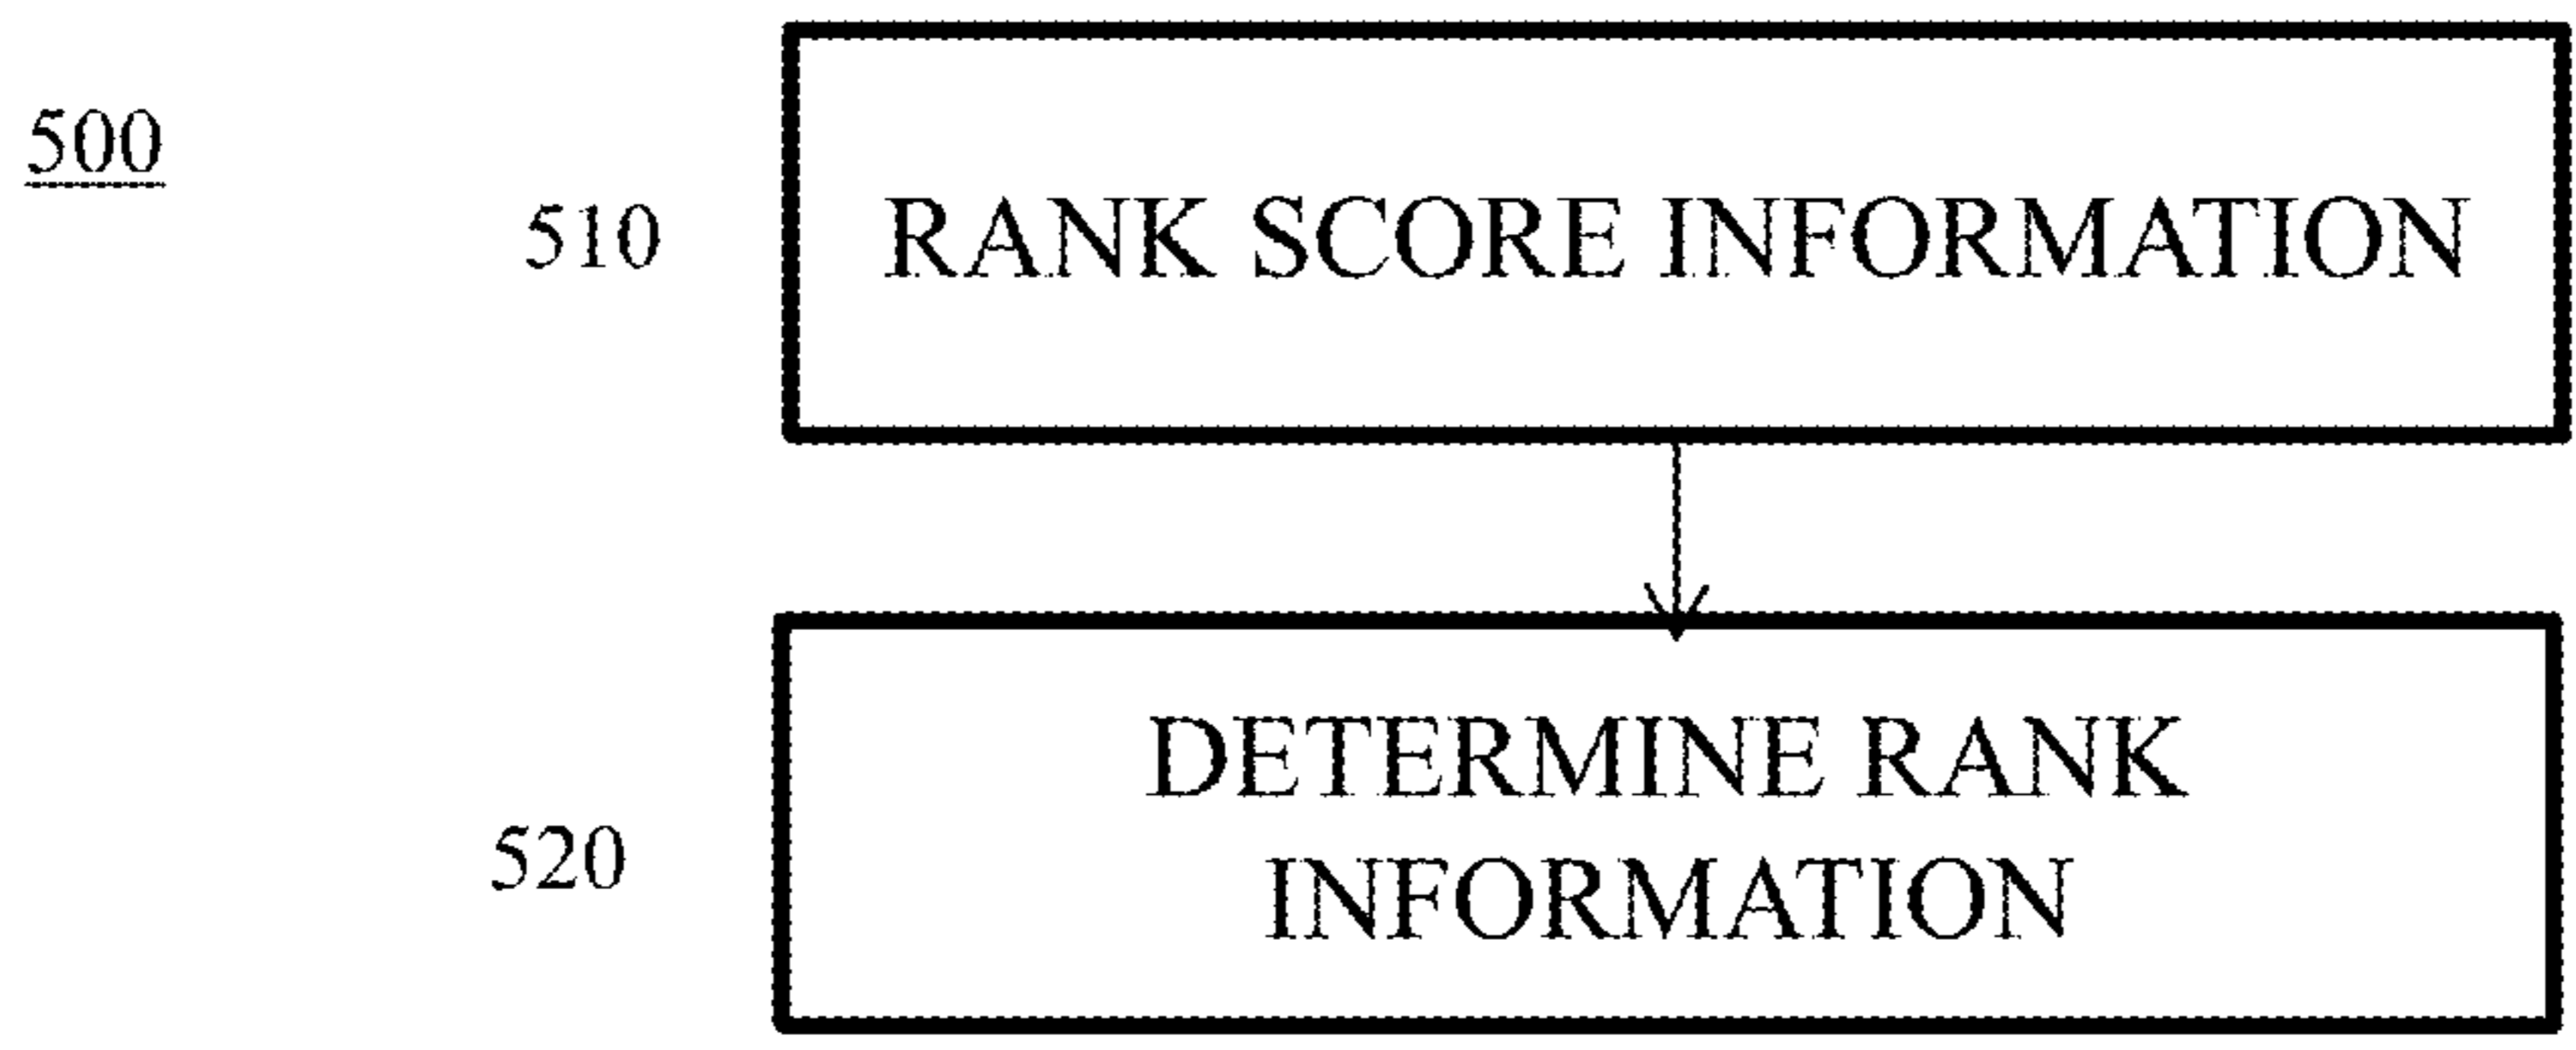 500
510
RANK SCORE INFORMATION
520
DETERMINE RANK
INFORMATION